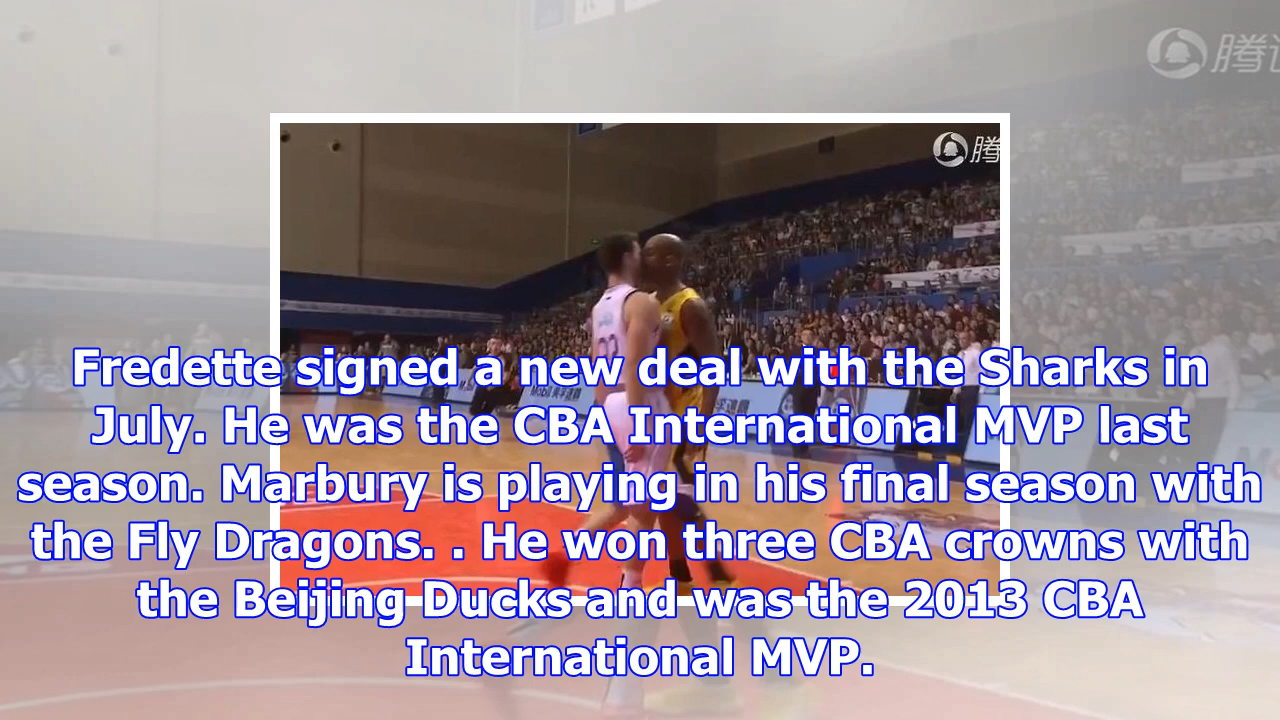 腾
腾
Fredette signed a new deal with the Sharks in
July. He was the CBA International MVP last
season. Marbury is playing in his final season with
the Fly Dragons. . He won three CBA crowns with
the Beijing Ducks and was the 2013 CBA
International MVP.